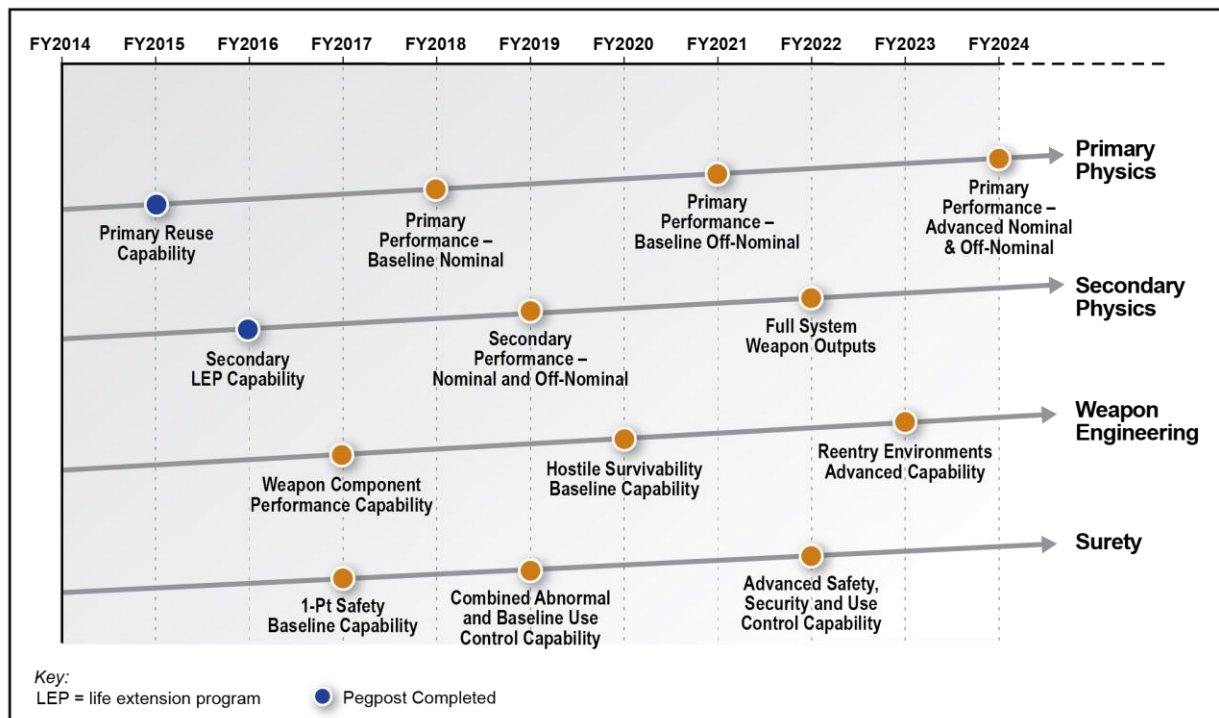 FY2014 FY2015 FY2016 FY2017 FY2018 FY2019 FY2020 FY2021 FY2022 FY2023 FY2024
Primary
Physics
Primary Reuse
Capability
Primary
Performance –
Baseline Nominal
Primary
Performance –
Baseline Off-Nominal
Primary
Performance –
Advanced Nominal
& Off-Nominal
Secondary
Physics
Secondary
LEP Capability
Secondary
Performance –
Nominal and Off-Nominal
Full System
Weapon Outputs
Weapon
Engineering
Weapon Component
Performance Capability
Hostile Survivability
Baseline Capability
Reentry Environments
Advanced Capability
Surety
1-Pt Safety
Baseline Capability
Combined Abnormal
and Baseline Use
Control Capability
Advanced Safety,
Security and Use
Control Capability
Key:
LEP = life extension program
Pegpost Completed